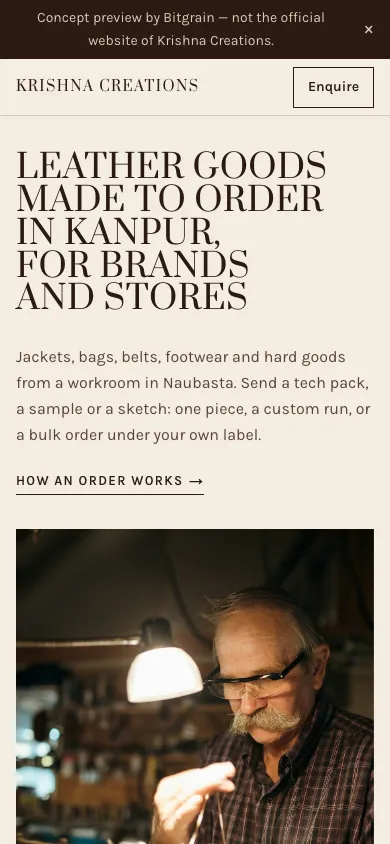 Concept preview by Bitgrain — not the official
website of Krishna Creations.
×
KRISHNA CREATIONS
Enquire
LEATHER GOODS
MADE TO ORDER
IN KANPUR,
FOR BRANDS
AND STORES
Jackets, bags, belts, footwear and hard goods
from a workroom in Naubasta. Send a tech pack,
a sample or a sketch: one piece, a custom run, or
a bulk order under your own label.
HOW AN ORDER WORKS →